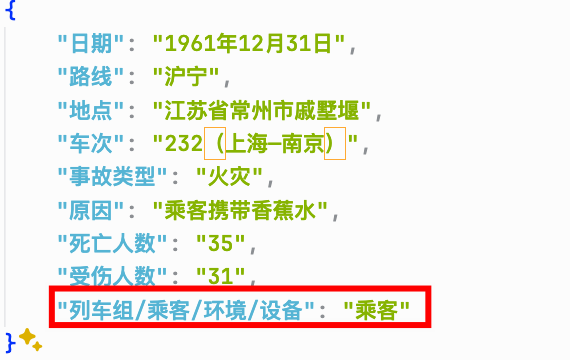 {
"日期": "1961年12月31日",
"路线": "沪宁",
"地点": "江苏省常州市戚墅堰",
"车次": "232（上海—南京）",
"事故类型": "火灾",
"原因": "乘客携带香蕉水",
"死亡人数": "35",
"受伤人数": "31",
"列车组/乘客/环境/设备": "乘客"
}